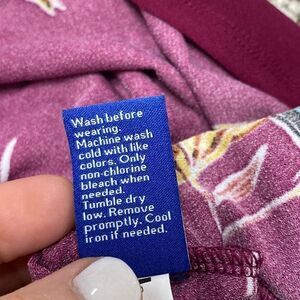 Wash before
wearing.
Machine wash
cold with like
colors. Only
non-chlorine
bleach when
needed.
Tumble dry
low. Remove
promptly. Cool
iron if needed.